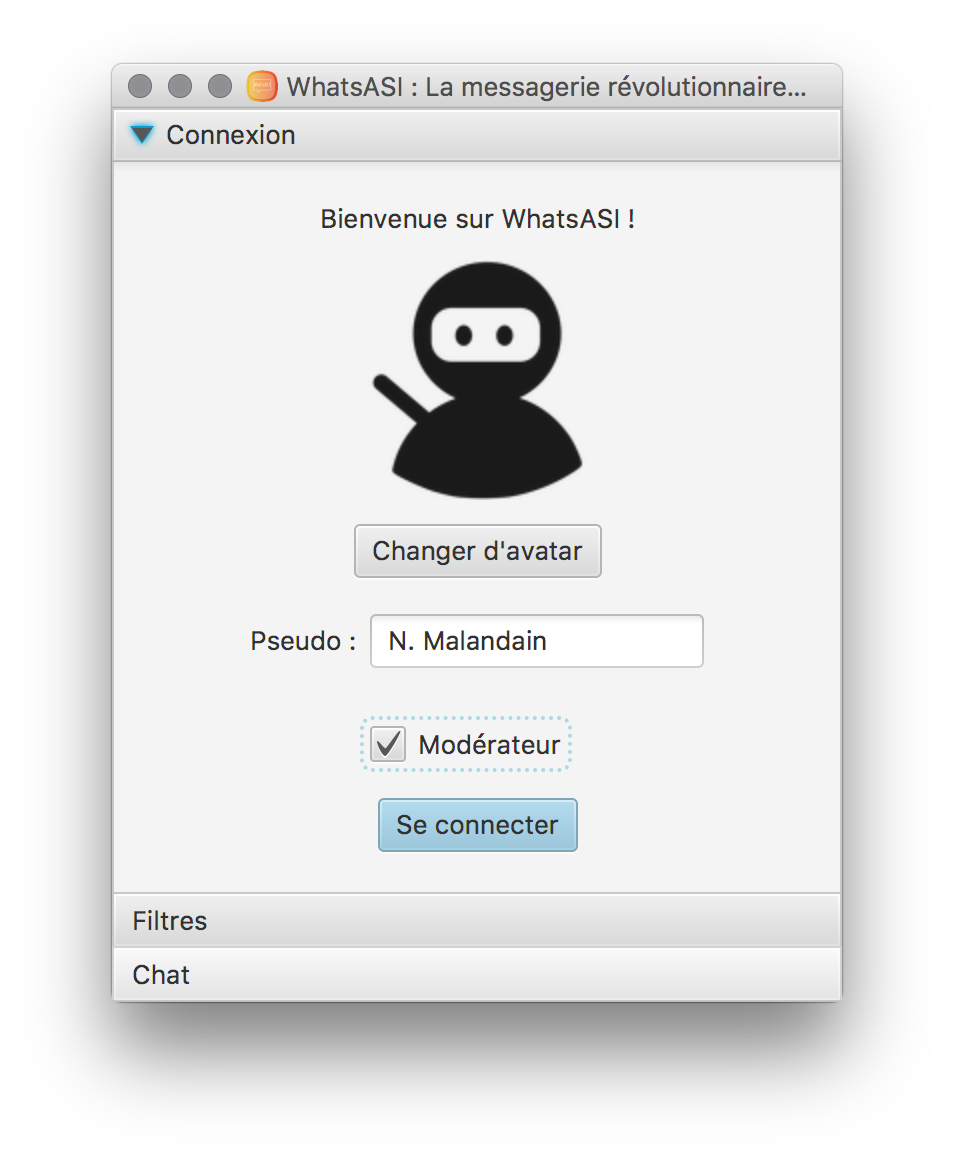 WhatsASI : La messagerie révolutionnaire...
Connexion
Bienvenue sur WhatsASI !
Changer d'avatar
Pseudo : N. Malandain
Modérateur
Se connecter
Filtres
Chat